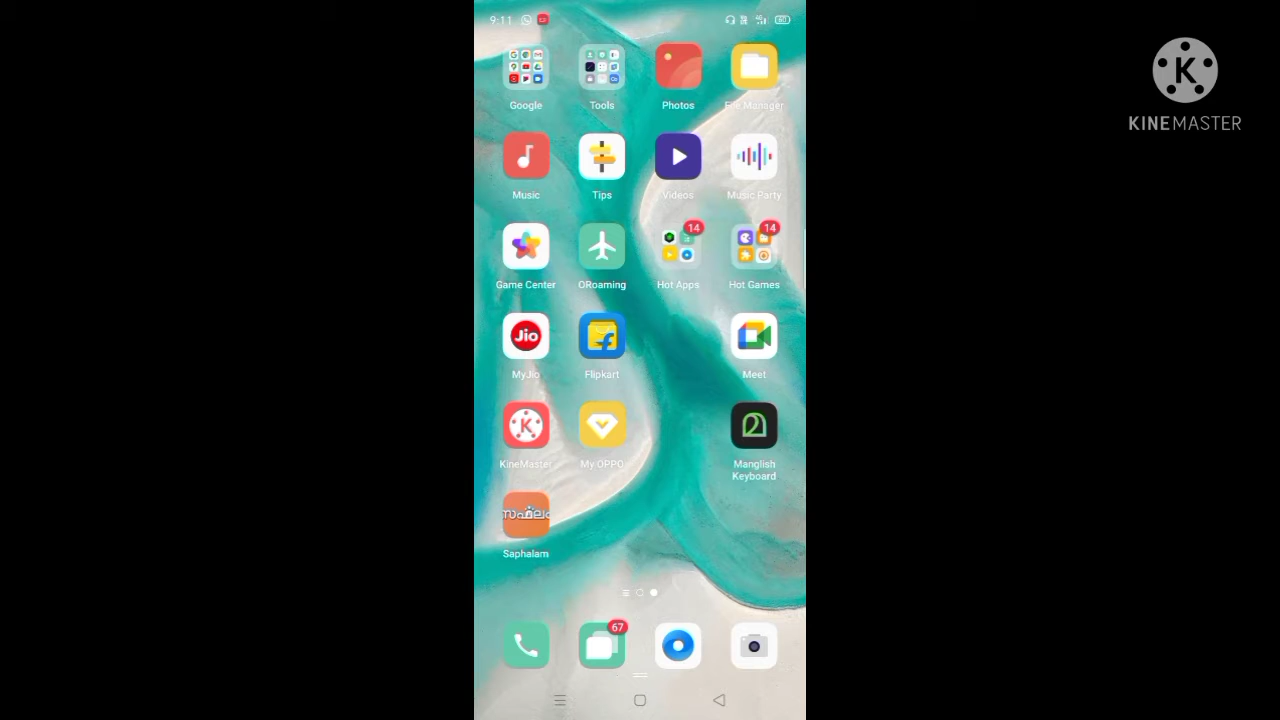 9:11
KINEMASTER
Google
Tools
Photos
File Manager
Music
Tips
Videos
Music Party
14
14
Game Center
ORoaming
Hot Apps
Hot Games
Jio
MyJio
Flipkart
Meet
K
KineMaster
My OPPO
Manglish
Keyboard
സഫലം
Saphalam
67